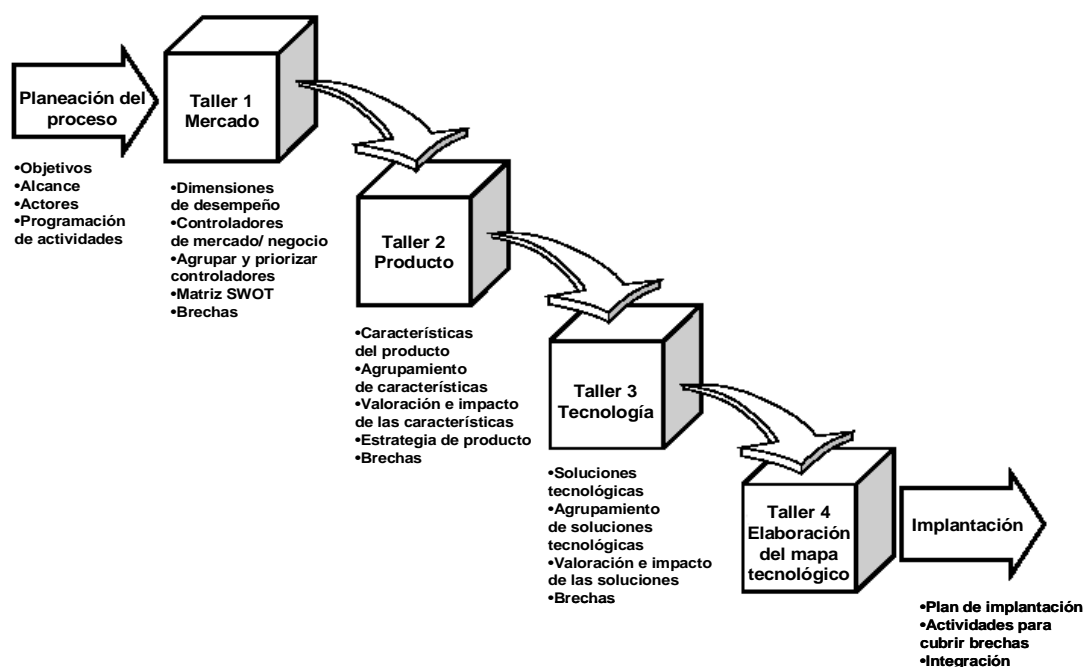 Planeación del
proceso
•Objetivos
•Alcance
•Actores
•Programación
de actividades
Taller 1
Mercado
•Dimensiones
de desempeño
•Controladores
de mercado/ negocio
•Agrupar y priorizar
controladores
•Matriz SWOT
•Brechas
Taller 2
Producto
•Características
del producto
•Agrupamiento
de características
•Valoración e impacto
de las características
•Estrategia de producto
•Brechas
Taller 3
Tecnología
•Soluciones
tecnológicas
•Agrupamiento
de soluciones
tecnológicas
•Valoración e impacto
de las soluciones
•Brechas
Taller 4
Elaboración
del mapa
tecnológico
Implantación
•Plan de implantación
•Actividades para
cubrir brechas
•Integración